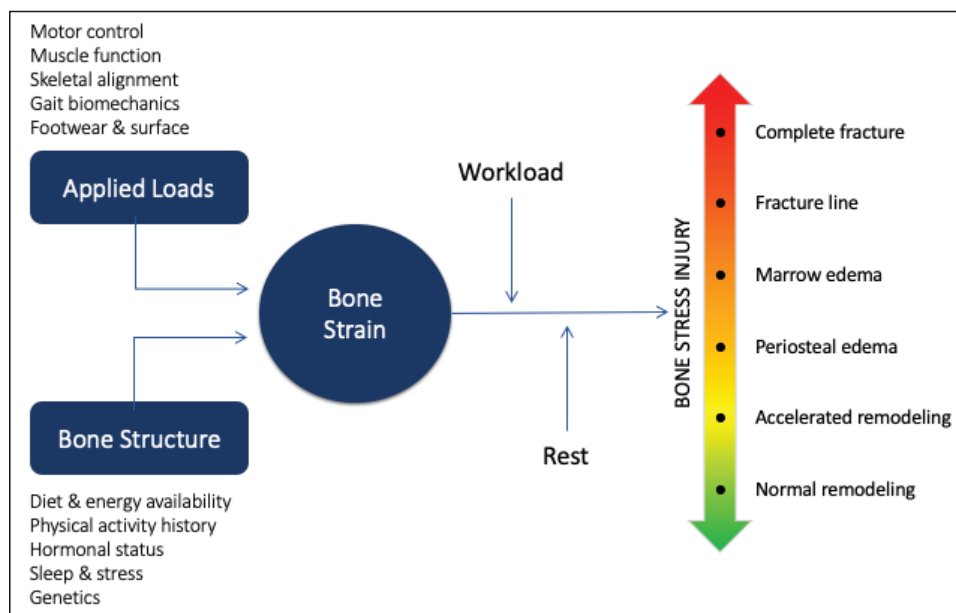 Motor control
Muscle function
Skeletal alignment
Gait biomechanics
Footwear & surface
Applied Loads
Bone
Strain
Bone Structure
Diet & energy availability
Physical activity history
Hormonal status
Sleep & stress
Genetics
Workload
Rest
BONE STRESS INJURY
Complete fracture
Fracture line
Marrow edema
Periosteal edema
Accelerated remodeling
Normal remodeling